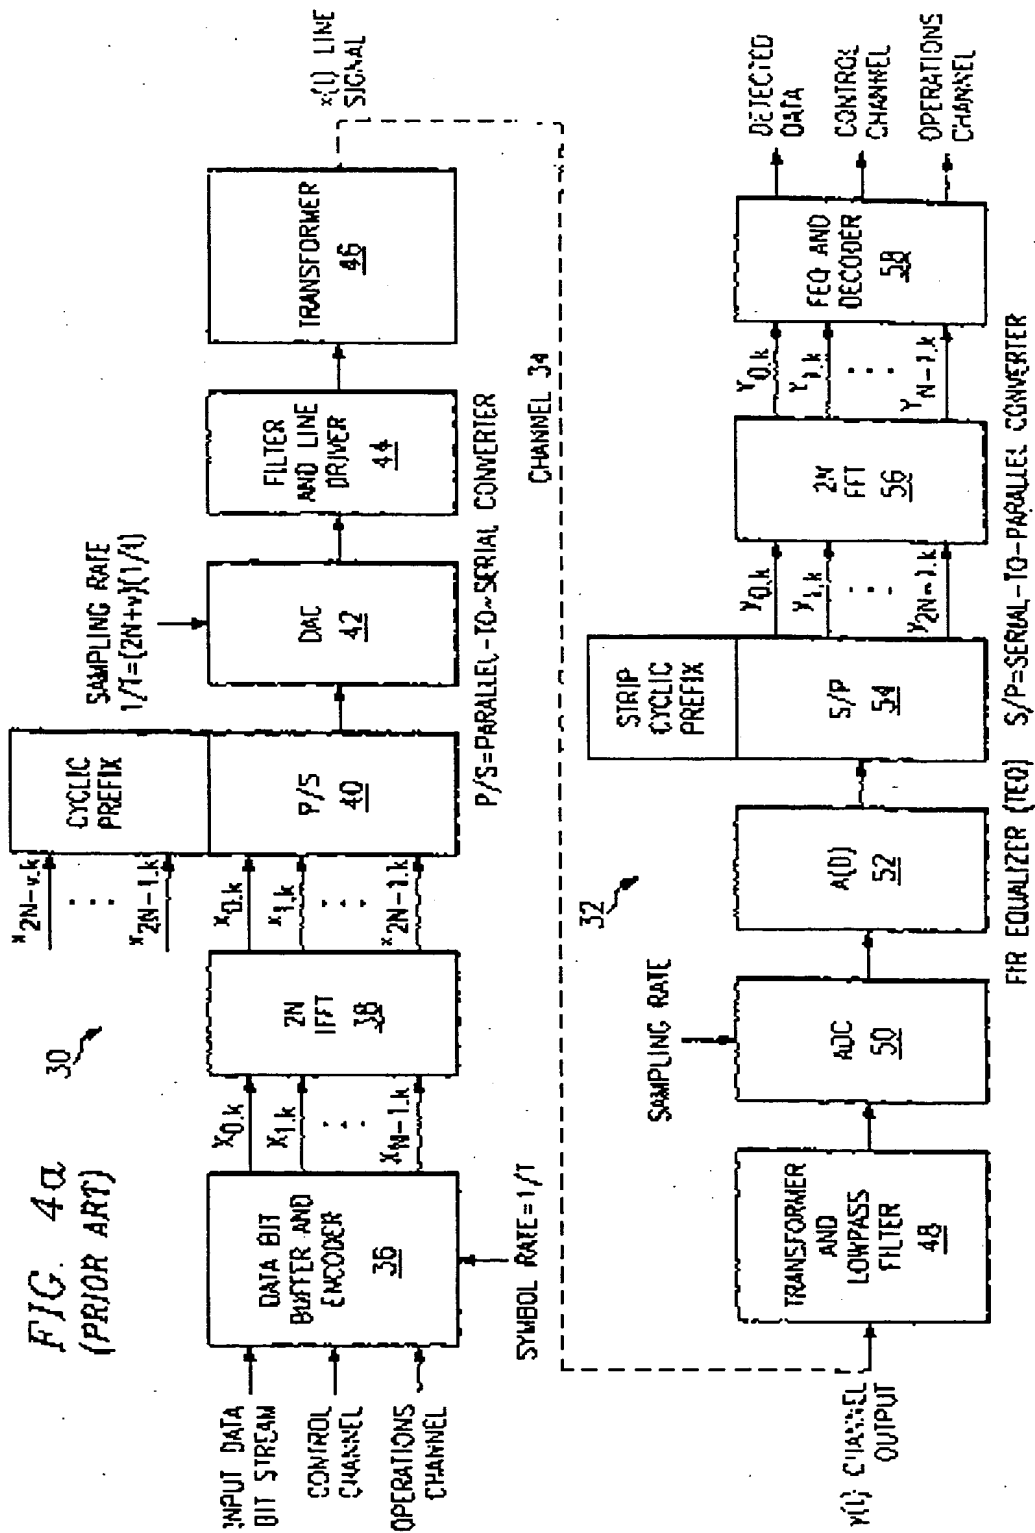 FIG. 4a
(PRIOR ART)
30
INPUT DATA
BIT STREAM
CONTROL
CHANNEL
OPERATIONS
CHANNEL
DATA BIT
BUFFER AND
ENCODER
36
SYMBOL RATE=1/T
X0,k
X1,k
⋮
XN-1,k
2N
IFFT
38
x2N-v,k
⋮
x2N-1,k
x0,k
x1,k
⋮
x2N-1,k
CYCLIC
PREFIX
P/S
40
SAMPLING RATE
1/T=(2N+v)(1/t)
DAC
42
FILTER
AND LINE
DRIVER
44
TRANSFORMER
46
x(t) LINE
SIGNAL
P/S=PARALLEL-TO-SERIAL CONVERTER
CHANNEL 34
32
y(t) CHANNEL
OUTPUT
TRANSFORMER
AND
LOWPASS
FILTER
48
SAMPLING RATE
ADC
50
A(D)
52
STRIP
CYCLIC
PREFIX
S/P
54
y0,k
y1,k
⋮
y2N-1,k
2N
FFT
56
Y0,k
Y1,k
⋮
YN-1,k
FEQ AND
DECODER
58
DETECTED
DATA
CONTROL
CHANNEL
OPERATIONS
CHANNEL
FIR EQUALIZER (TEQ) S/P=SERIAL-TO-PARALLEL CONVERTER